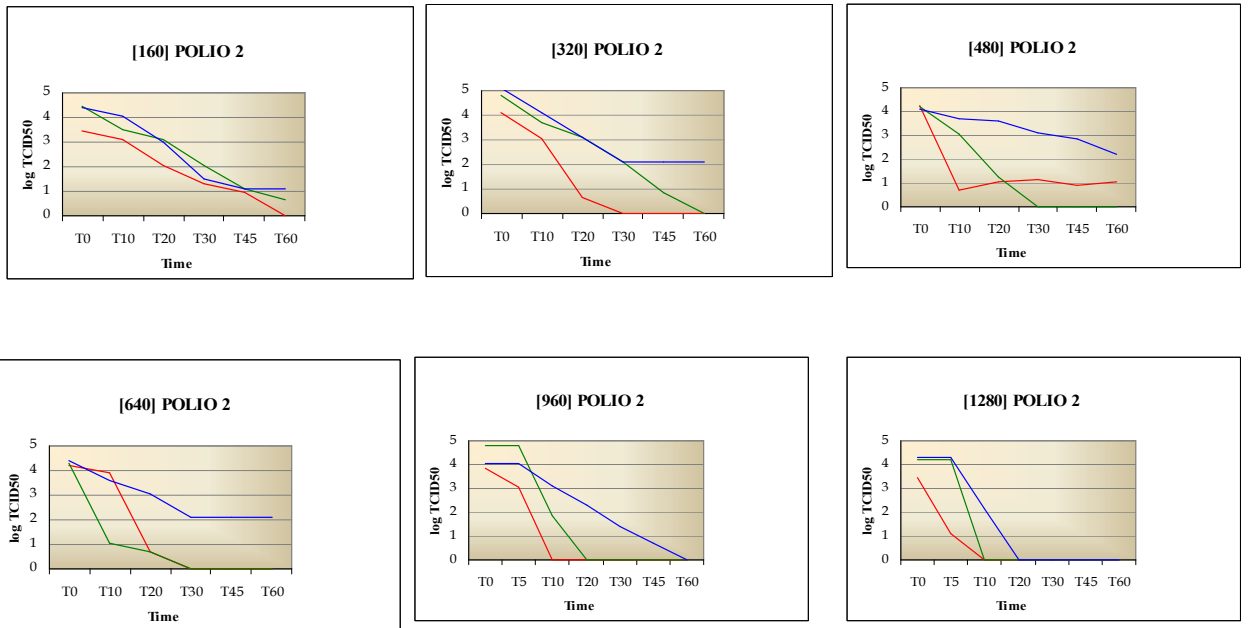 [160] POLIO 2
log TCID50
5
4
3
2
1
0
T0 T10 T20 T30 T45 T60
Time
[320] POLIO 2
log TCID50
5
4
3
2
1
0
T0 T10 T20 T30 T45 T60
Time
[480] POLIO 2
log TCID50
5
4
3
2
1
0
T0 T10 T20 T30 T45 T60
Time
[640] POLIO 2
log TCID50
5
4
3
2
1
0
T0 T10 T20 T30 T45 T60
Time
[960] POLIO 2
log TCID50
5
4
3
2
1
0
T0 T5 T10 T20 T30 T45 T60
Time
[1280] POLIO 2
log TCID50
5
4
3
2
1
0
T0 T5 T10 T20 T30 T45 T60
Time